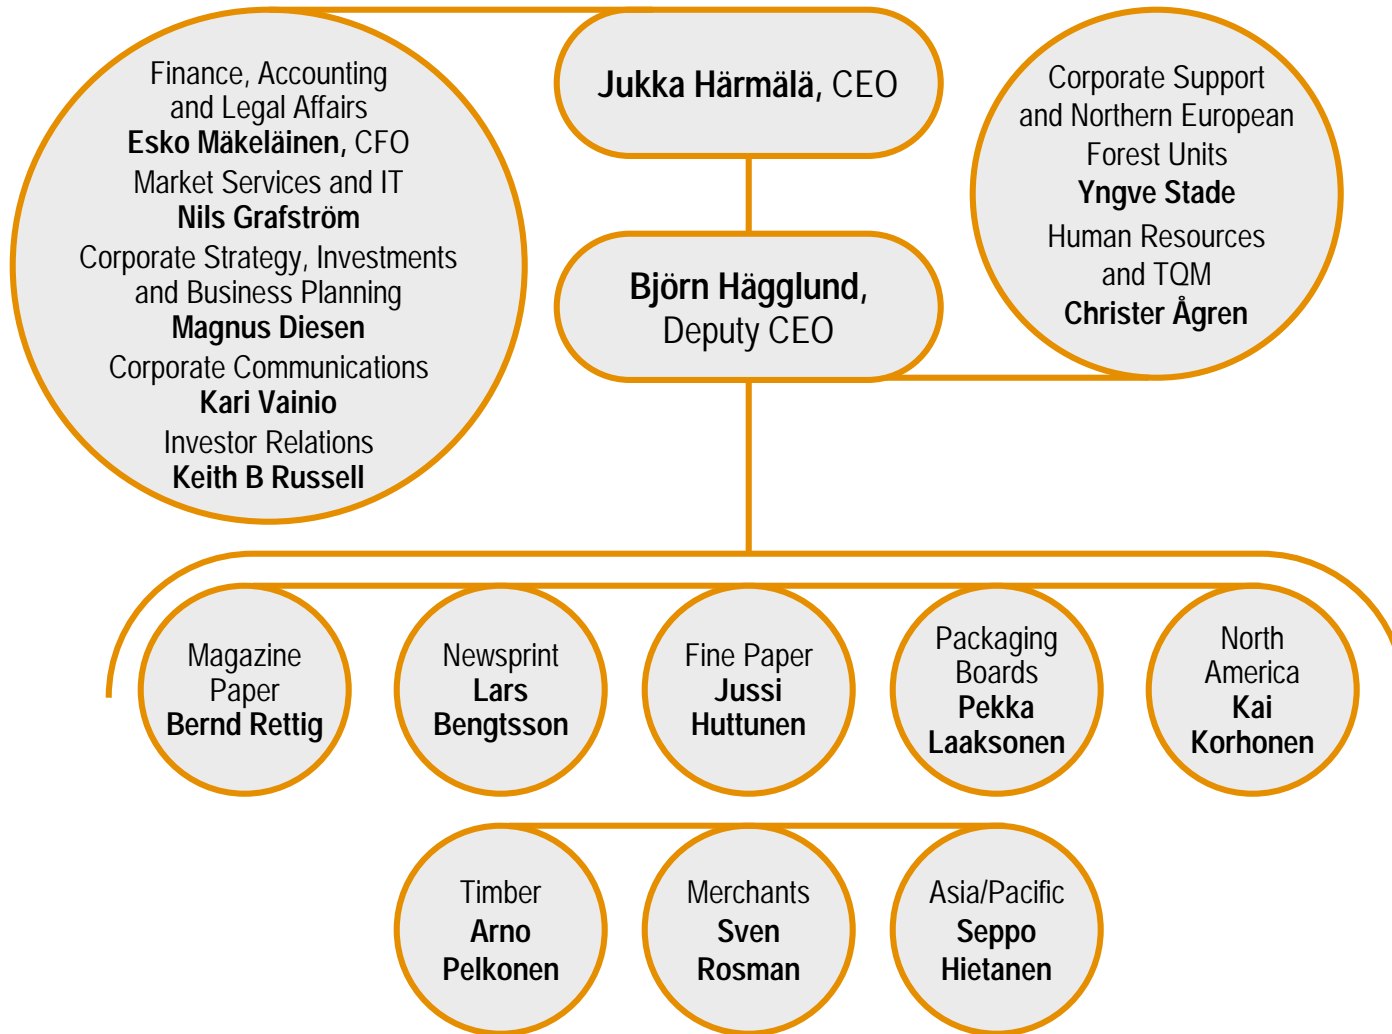 Finance, Accounting
and Legal Affairs
Esko Mäkeläinen, CFO
Market Services and IT
Nils Grafström
Corporate Strategy, Investments
and Business Planning
Magnus Diesen
Corporate Communications
Kari Vainio
Investor Relations
Keith B Russell
Jukka Härmälä, CEO
Björn Hägglund,
Deputy CEO
Corporate Support
and Northern European
Forest Units
Yngve Stade
Human Resources
and TQM
Christer Ågren
Magazine
Paper
Bernd Rettig
Newsprint
Lars
Bengtsson
Fine Paper
Jussi
Huttunen
Packaging
Boards
Pekka
Laaksonen
North
America
Kai
Korhonen
Timber
Arno
Pelkonen
Merchants
Sven
Rosman
Asia/Pacific
Seppo
Hietanen